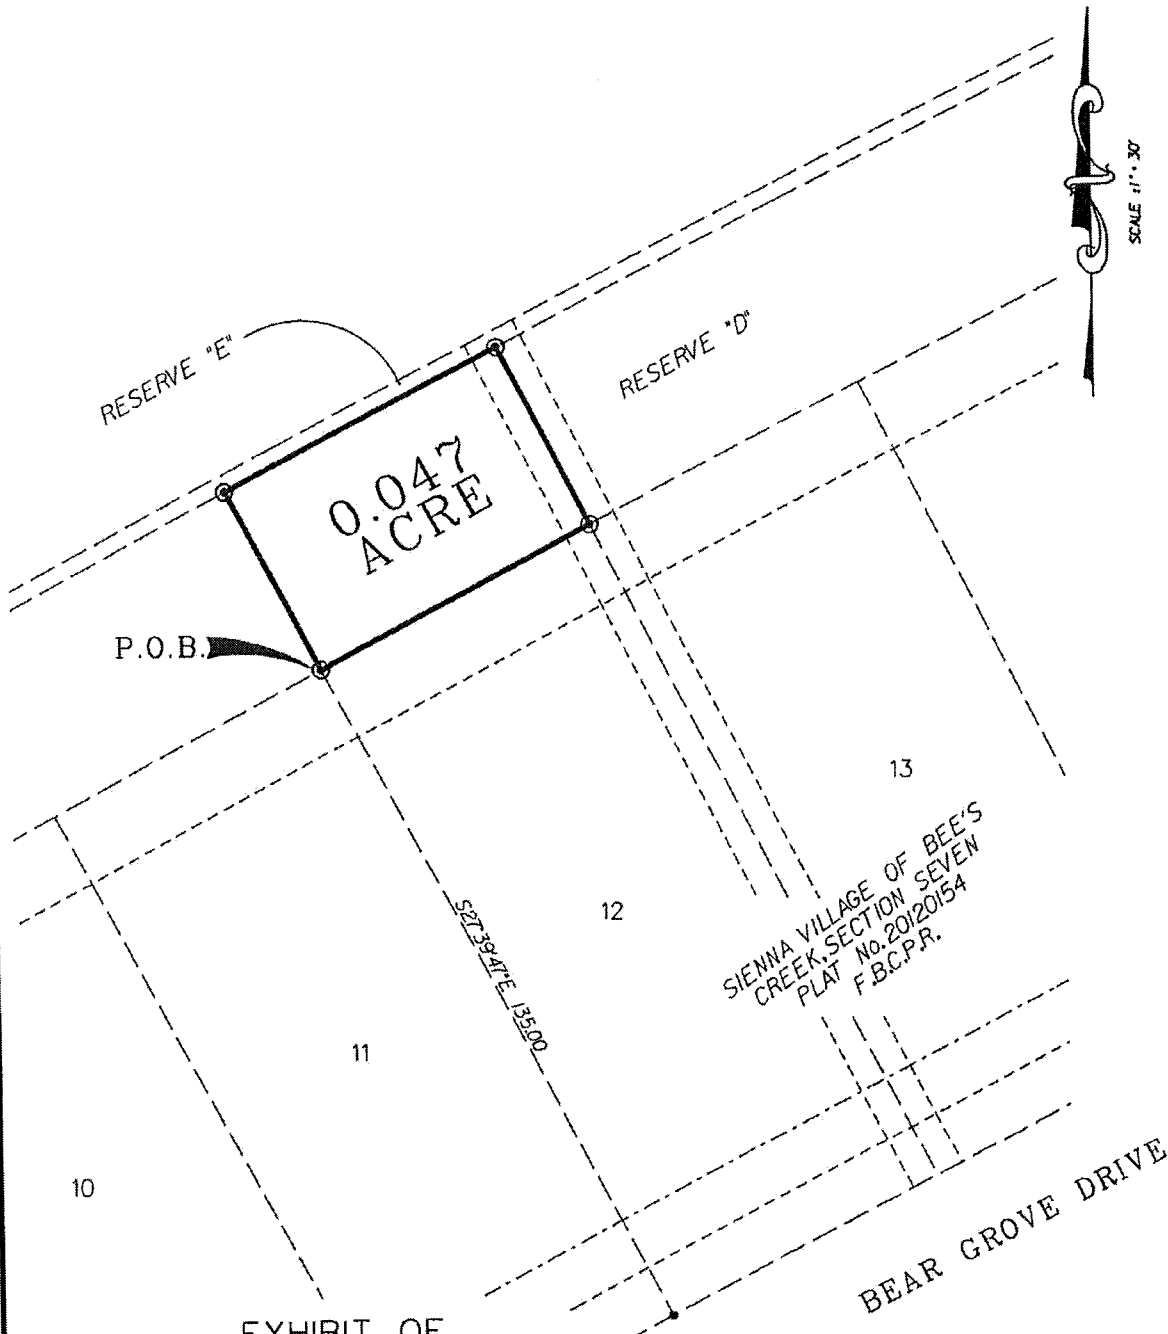 SCALE :1" = 30'
RESERVE "E"
RESERVE "D"
0.047
ACRE
P.O.B.
13
12
SIENNA VILLAGE OF BEE'S
CREEK, SECTION SEVEN
PLAT No. 20120154
F.B.C.P.R.
S27°39'47"E 135.00'
11
10
BEAR GROVE DRIVE
EXHIBIT OF